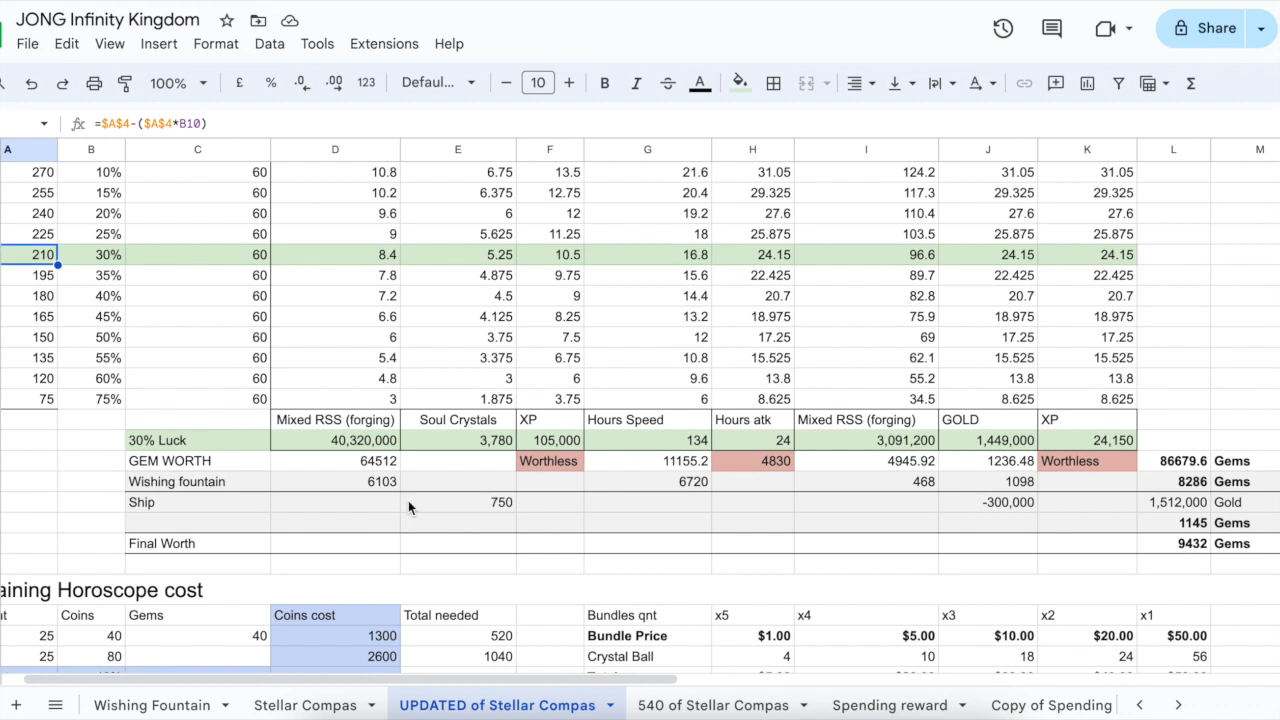 JONG Infinity Kingdom
File Edit View Insert Format Data Tools Extensions Help
Share
100% £ % .0 .00 123 Defaul... − 10 + B I A
fx =$A$4-($A$4*B10)
A B C D E F G H I J K L M
270 10% 60 10.8 6.75 13.5 21.6 31.05 124.2 31.05 31.05
255 15% 60 10.2 6.375 12.75 20.4 29.325 117.3 29.325 29.325
240 20% 60 9.6 6 12 19.2 27.6 110.4 27.6 27.6
225 25% 60 9 5.625 11.25 18 25.875 103.5 25.875 25.875
210 30% 60 8.4 5.25 10.5 16.8 24.15 96.6 24.15 24.15
195 35% 60 7.8 4.875 9.75 15.6 22.425 89.7 22.425 22.425
180 40% 60 7.2 4.5 9 14.4 20.7 82.8 20.7 20.7
165 45% 60 6.6 4.125 8.25 13.2 18.975 75.9 18.975 18.975
150 50% 60 6 3.75 7.5 12 17.25 69 17.25 17.25
135 55% 60 5.4 3.375 6.75 10.8 15.525 62.1 15.525 15.525
120 60% 60 4.8 3 6 9.6 13.8 55.2 13.8 13.8
75 75% 60 3 1.875 3.75 6 8.625 34.5 8.625 8.625
Mixed RSS (forging) Soul Crystals XP Hours Speed Hours atk Mixed RSS (forging) GOLD XP
30% Luck 40,320,000 3,780 105,000 134 24 3,091,200 1,449,000 24,150
GEM WORTH 64512 Worthless 11155.2 4830 4945.92 1236.48 Worthless 86679.6 Gems
Wishing fountain 6103 6720 468 1098 8286 Gems
Ship 750 -300,000 1,512,000 Gold
1145 Gems
Final Worth 9432 Gems
aining Horoscope cost
nt Coins Gems Coins cost Total needed Bundles qnt x5 x4 x3 x2 x1
25 40 40 1300 520 Bundle Price $1.00 $5.00 $10.00 $20.00 $50.00
25 80 2600 1040 Crystal Ball 4 10 18 24 56
+ Wishing Fountain Stellar Compas UPDATED of Stellar Compas 540 of Stellar Compas Spending reward Copy of Spending